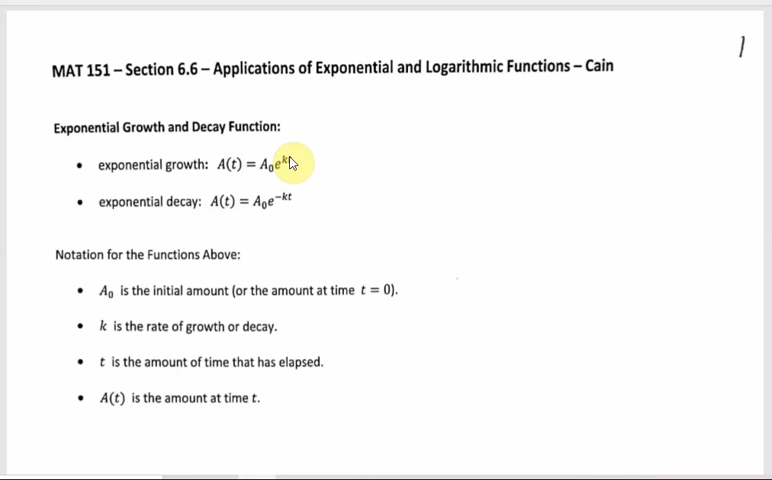 1
MAT 151 – Section 6.6 – Applications of Exponential and Logarithmic Functions – Cain
Exponential Growth and Decay Function:
• exponential growth: A(t) = A₀eᵏᵗ
• exponential decay: A(t) = A₀e⁻ᵏᵗ
Notation for the Functions Above:
• A₀ is the initial amount (or the amount at time t = 0).
• k is the rate of growth or decay.
• t is the amount of time that has elapsed.
• A(t) is the amount at time t.